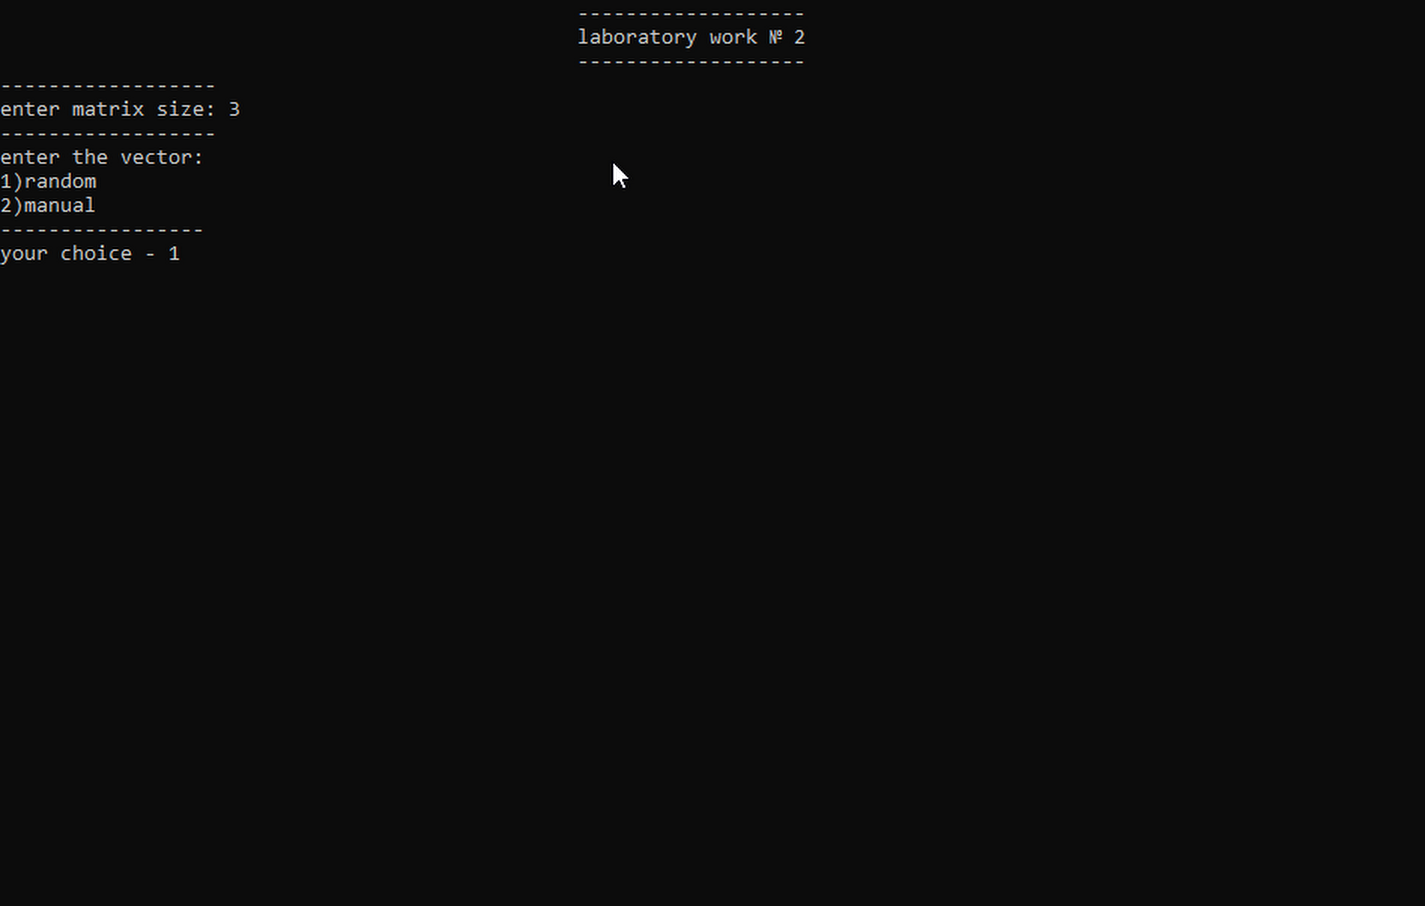 -------------------
laboratory work № 2
-------------------
------------------
enter matrix size: 3
------------------
enter the vector:
1)random
2)manual
-----------------
your choice - 1